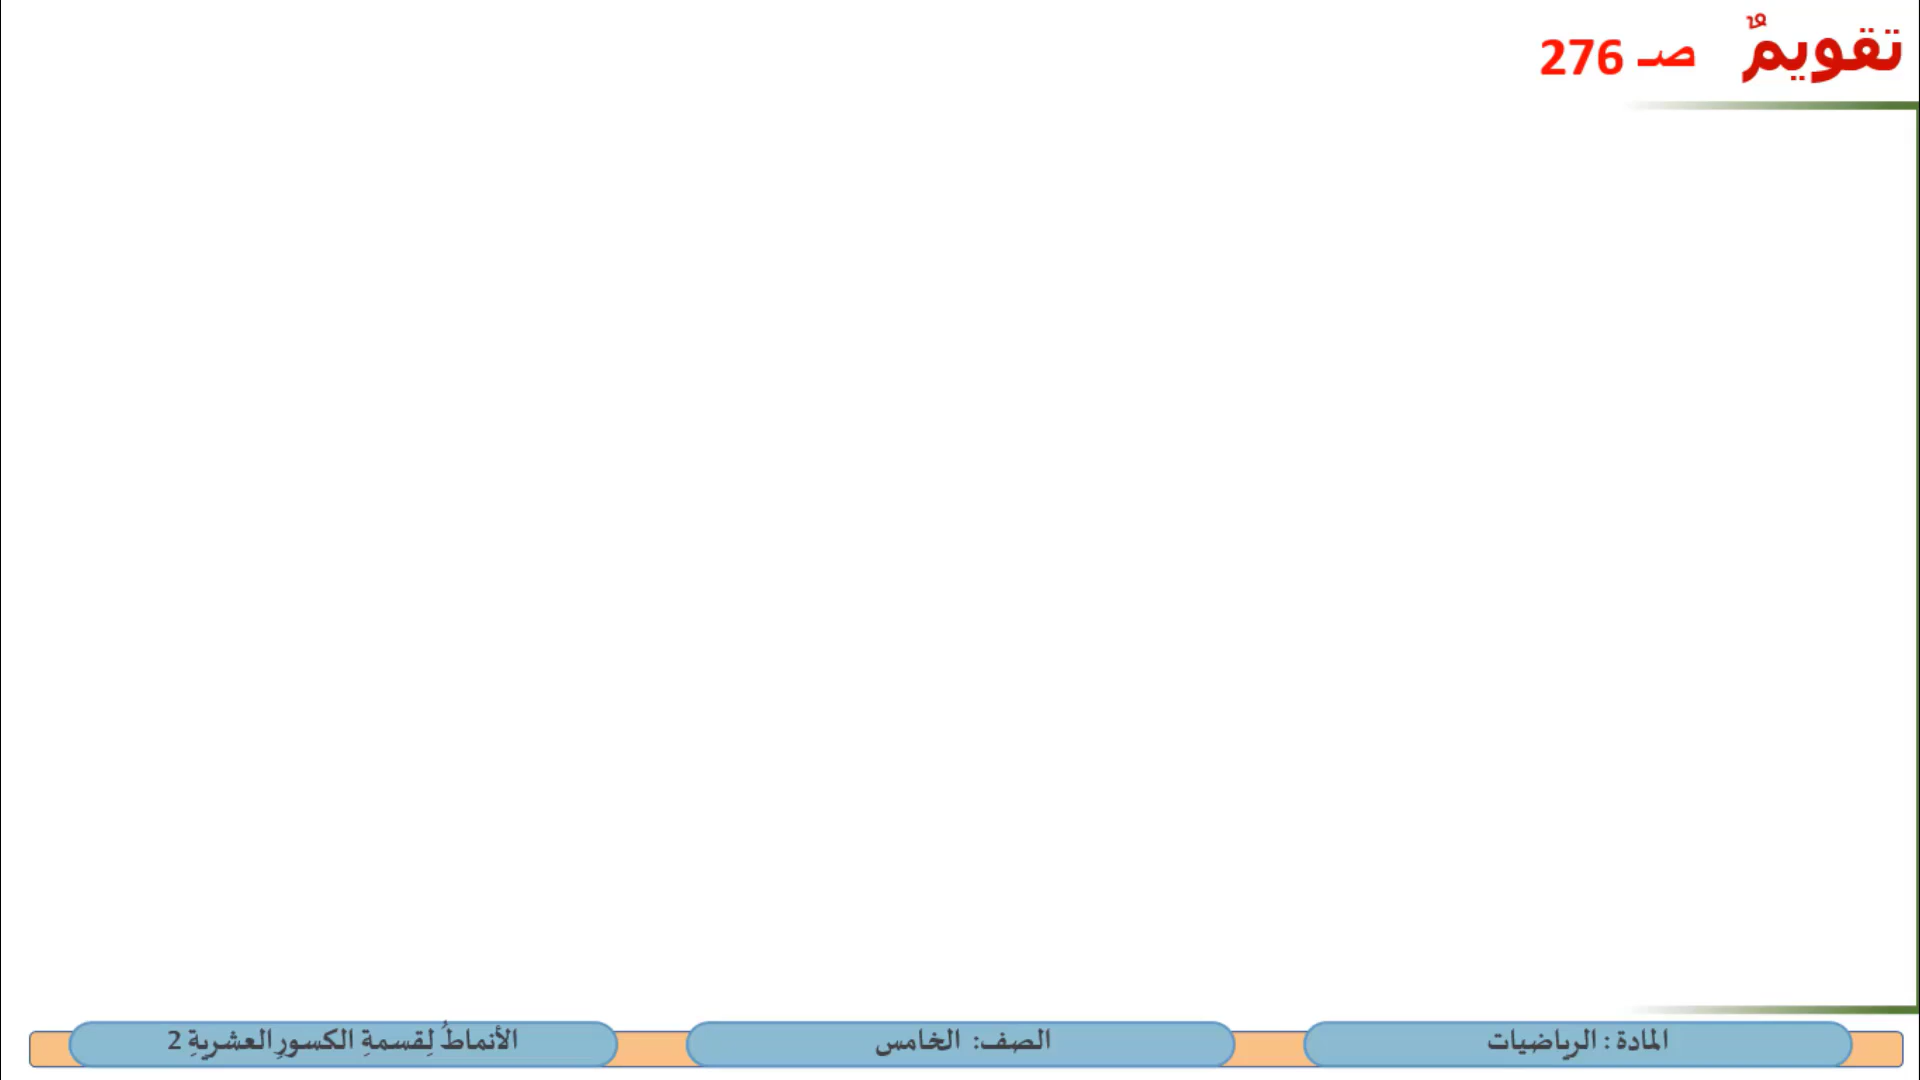 تقويمٌ صـ 276
المادة : الرياضيات
الصف: الخامس
الأنماطُ لِقسمةِ الكسورِ العشريةِ 2